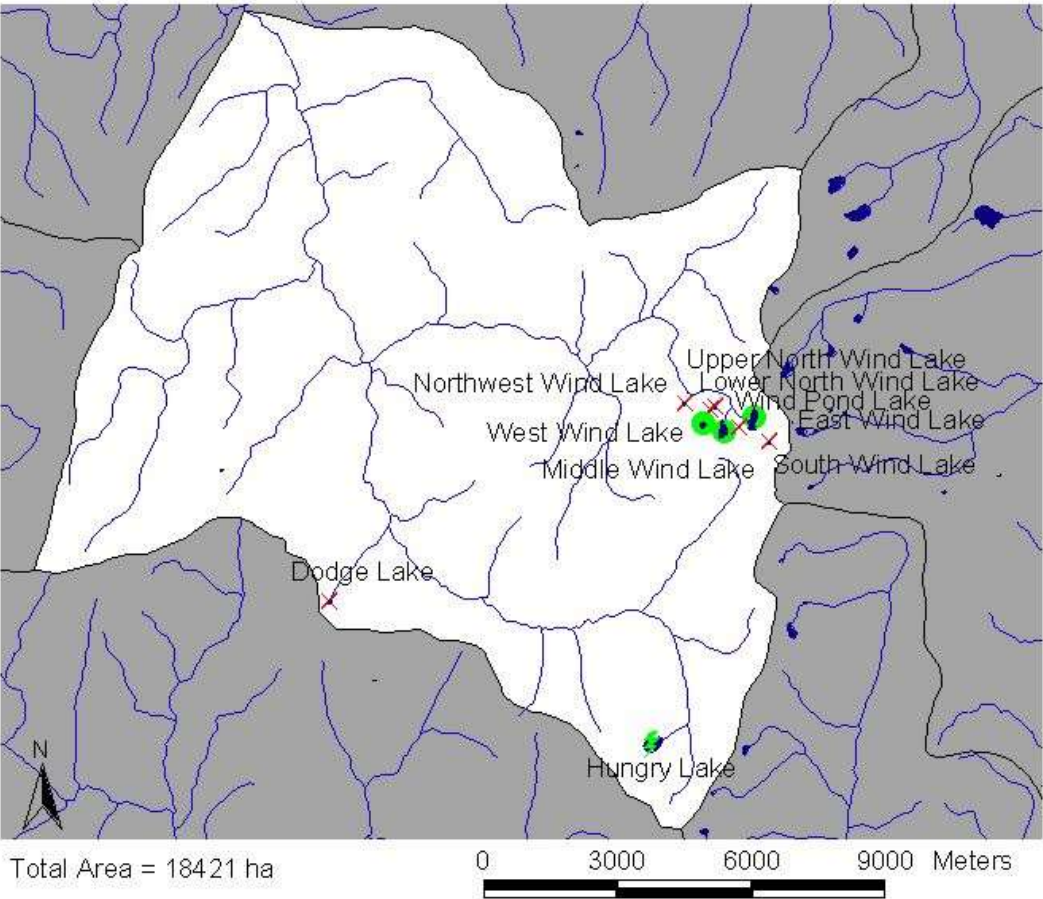 Upper North Wind Lake
Northwest Wind Lake
Lower North Wind Lake
Wind Pond Lake
East Wind Lake
West Wind Lake
Middle Wind Lake
South Wind Lake
Dodge Lake
N
Hungry Lake
Total Area = 18421 ha
0 3000 6000 9000 Meters